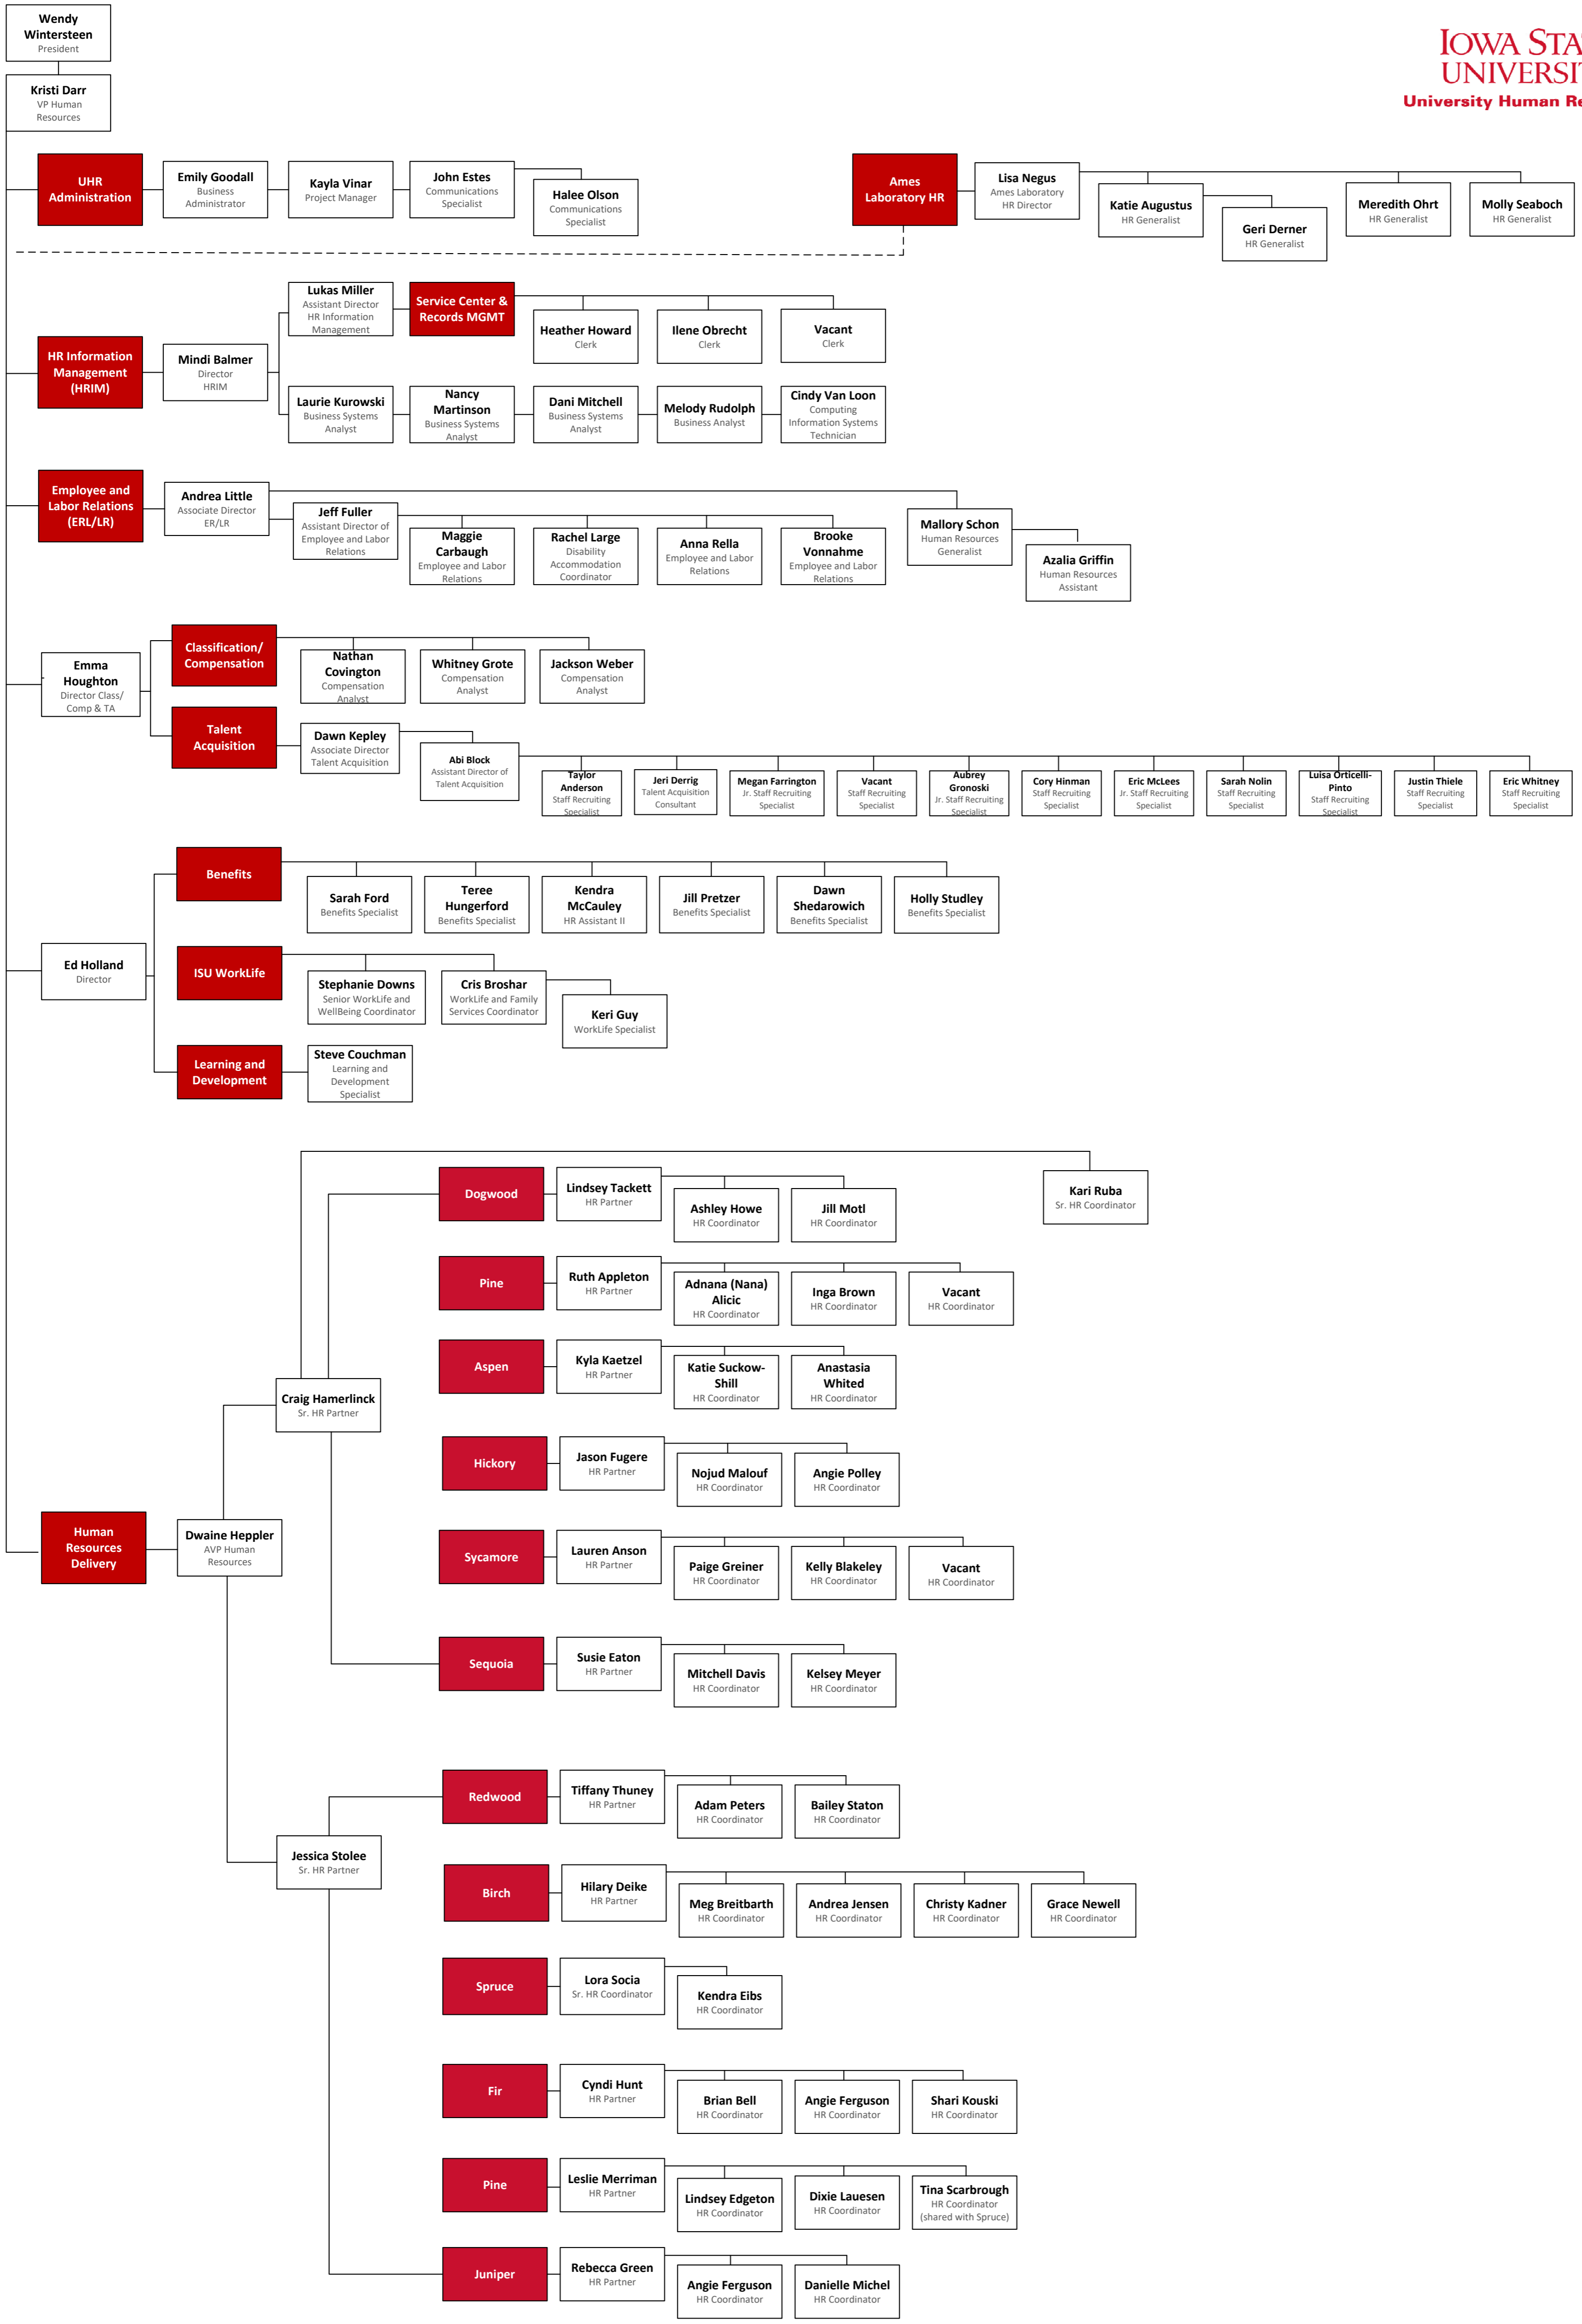 Wendy
Wintersteen
President
Kristi Darr
VP Human
Resources
IOWA STA
UNIVERSI
University Human Re
UHR
Administration
Emily Goodall
Business
Administrator
Kayla Vinar
Project Manager
John Estes
Communications
Specialist
Halee Olson
Communications
Specialist
Ames
Laboratory HR
Lisa Negus
Ames Laboratory
HR Director
Katie Augustus
HR Generalist
Geri Derner
HR Generalist
Meredith Ohrt
HR Generalist
Molly Seaboch
HR Generalist
HR Information
Management
(HRIM)
Mindi Balmer
Director
HRIM
Lukas Miller
Assistant Director
HR Information
Management
Service Center &
Records MGMT
Heather Howard
Clerk
Ilene Obrecht
Clerk
Vacant
Clerk
Laurie Kurowski
Business Systems
Analyst
Nancy
Martinson
Business Systems
Analyst
Dani Mitchell
Business Systems
Analyst
Melody Rudolph
Business Analyst
Cindy Van Loon
Computing
Information Systems
Technician
Employee and
Labor Relations
(ERL/LR)
Andrea Little
Associate Director
ER/LR
Jeff Fuller
Assistant Director of
Employee and Labor
Relations
Maggie
Carbaugh
Employee and Labor
Relations
Rachel Large
Disability
Accommodation
Coordinator
Anna Rella
Employee and Labor
Relations
Brooke
Vonnahme
Employee and Labor
Relations
Mallory Schon
Human Resources
Generalist
Azalia Griffin
Human Resources
Assistant
Emma
Houghton
Director Class/
Comp & TA
Classification/
Compensation
Nathan
Covington
Compensation
Analyst
Whitney Grote
Compensation
Analyst
Jackson Weber
Compensation
Analyst
Talent
Acquisition
Dawn Kepley
Associate Director
Talent Acquisition
Abi Block
Assistant Director of
Talent Acquisition
Taylor
Anderson
Staff Recruiting
Specialist
Jeri Derrig
Talent Acquisition
Consultant
Megan Farrington
Jr. Staff Recruiting
Specialist
Vacant
Staff Recruiting
Specialist
Aubrey
Gronoski
Jr. Staff Recruiting
Specialist
Cory Hinman
Staff Recruiting
Specialist
Eric McLees
Jr. Staff Recruiting
Specialist
Sarah Nolin
Staff Recruiting
Specialist
Luisa Orticelli-
Pinto
Staff Recruiting
Specialist
Justin Thiele
Staff Recruiting
Specialist
Eric Whitney
Staff Recruiting
Specialist
Ed Holland
Director
Benefits
Sarah Ford
Benefits Specialist
Teree
Hungerford
Benefits Specialist
Kendra
McCauley
HR Assistant II
Jill Pretzer
Benefits Specialist
Dawn
Shedarowich
Benefits Specialist
Holly Studley
Benefits Specialist
ISU WorkLife
Stephanie Downs
Senior WorkLife and
WellBeing Coordinator
Cris Broshar
WorkLife and Family
Services Coordinator
Keri Guy
WorkLife Specialist
Learning and
Development
Steve Couchman
Learning and
Development
Specialist
Human
Resources
Delivery
Dwaine Heppler
AVP Human
Resources
Craig Hamerlinck
Sr. HR Partner
Kari Ruba
Sr. HR Coordinator
Dogwood
Lindsey Tackett
HR Partner
Ashley Howe
HR Coordinator
Jill Motl
HR Coordinator
Pine
Ruth Appleton
HR Partner
Adnana (Nana)
Alicic
HR Coordinator
Inga Brown
HR Coordinator
Vacant
HR Coordinator
Aspen
Kyla Kaetzel
HR Partner
Katie Suckow-
Shill
HR Coordinator
Anastasia
Whited
HR Coordinator
Hickory
Jason Fugere
HR Partner
Nojud Malouf
HR Coordinator
Angie Polley
HR Coordinator
Sycamore
Lauren Anson
HR Partner
Paige Greiner
HR Coordinator
Kelly Blakeley
HR Coordinator
Vacant
HR Coordinator
Sequoia
Susie Eaton
HR Partner
Mitchell Davis
HR Coordinator
Kelsey Meyer
HR Coordinator
Jessica Stolee
Sr. HR Partner
Redwood
Tiffany Thuney
HR Partner
Adam Peters
HR Coordinator
Bailey Staton
HR Coordinator
Birch
Hilary Deike
HR Partner
Meg Breitbarth
HR Coordinator
Andrea Jensen
HR Coordinator
Christy Kadner
HR Coordinator
Grace Newell
HR Coordinator
Spruce
Lora Socia
Sr. HR Coordinator
Kendra Eibs
HR Coordinator
Fir
Cyndi Hunt
HR Partner
Brian Bell
HR Coordinator
Angie Ferguson
HR Coordinator
Shari Kouski
HR Coordinator
Pine
Leslie Merriman
HR Partner
Lindsey Edgeton
HR Coordinator
Dixie Lauesen
HR Coordinator
Tina Scarbrough
HR Coordinator
(shared with Spruce)
Juniper
Rebecca Green
HR Partner
Angie Ferguson
HR Coordinator
Danielle Michel
HR Coordinator